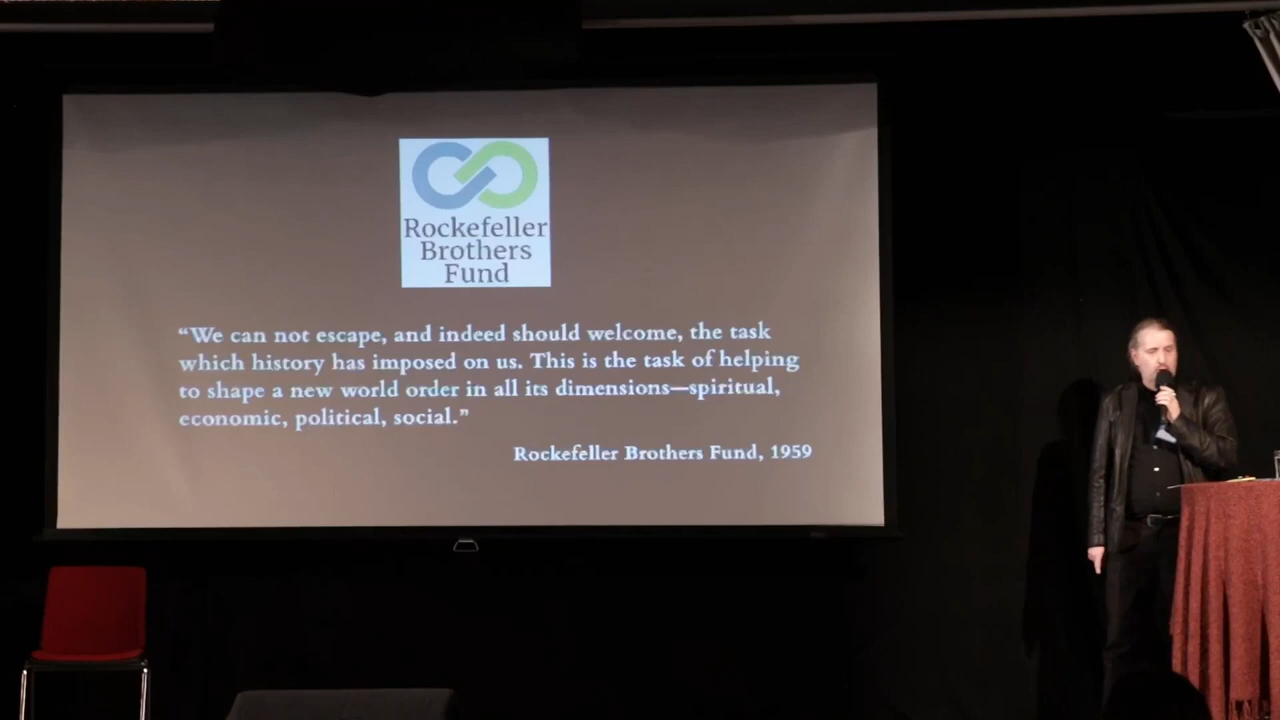 Rockefeller
Brothers
Fund
“We can not escape, and indeed should welcome, the task
which history has imposed on us. This is the task of helping
to shape a new world order in all its dimensions—spiritual,
economic, political, social.”
Rockefeller Brothers Fund, 1959